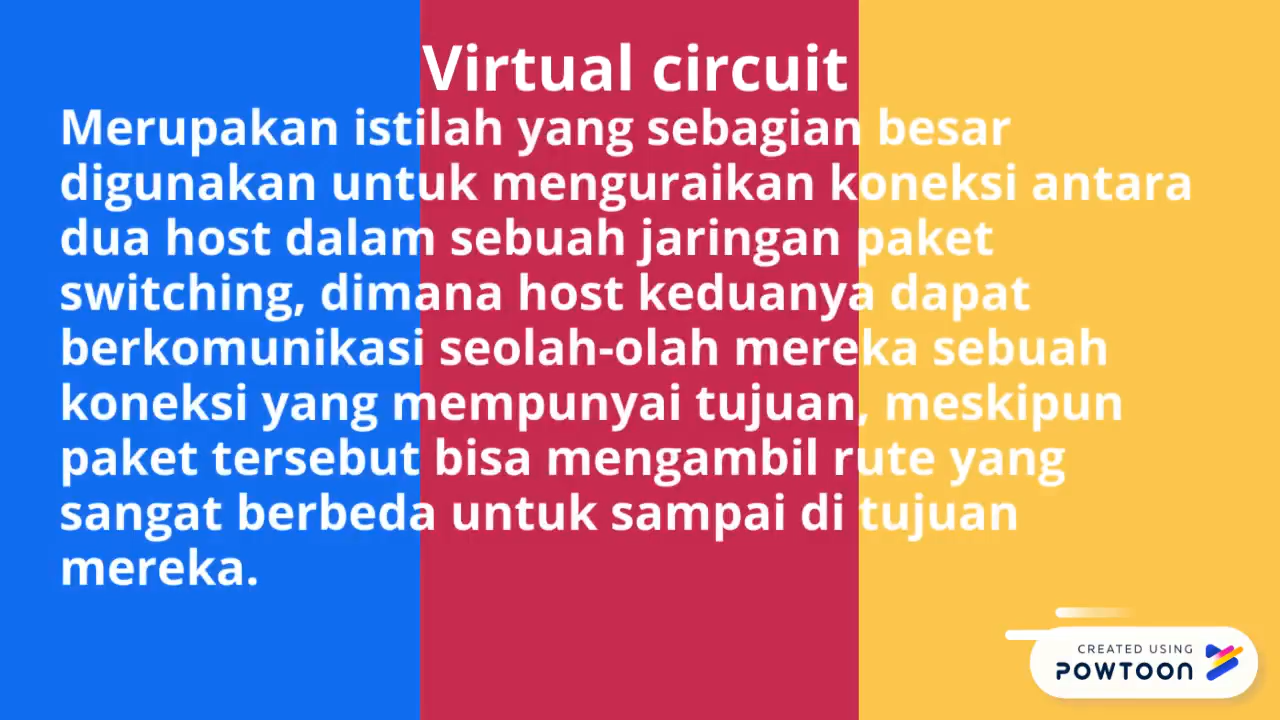 Virtual circuit
Merupakan istilah yang sebagian besar
digunakan untuk menguraikan koneksi antara
dua host dalam sebuah jaringan paket
switching, dimana host keduanya dapat
berkomunikasi seolah-olah mereka sebuah
koneksi yang mempunyai tujuan, meskipun
paket tersebut bisa mengambil rute yang
sangat berbeda untuk sampai di tujuan
mereka.
CREATED USING
POWTOON